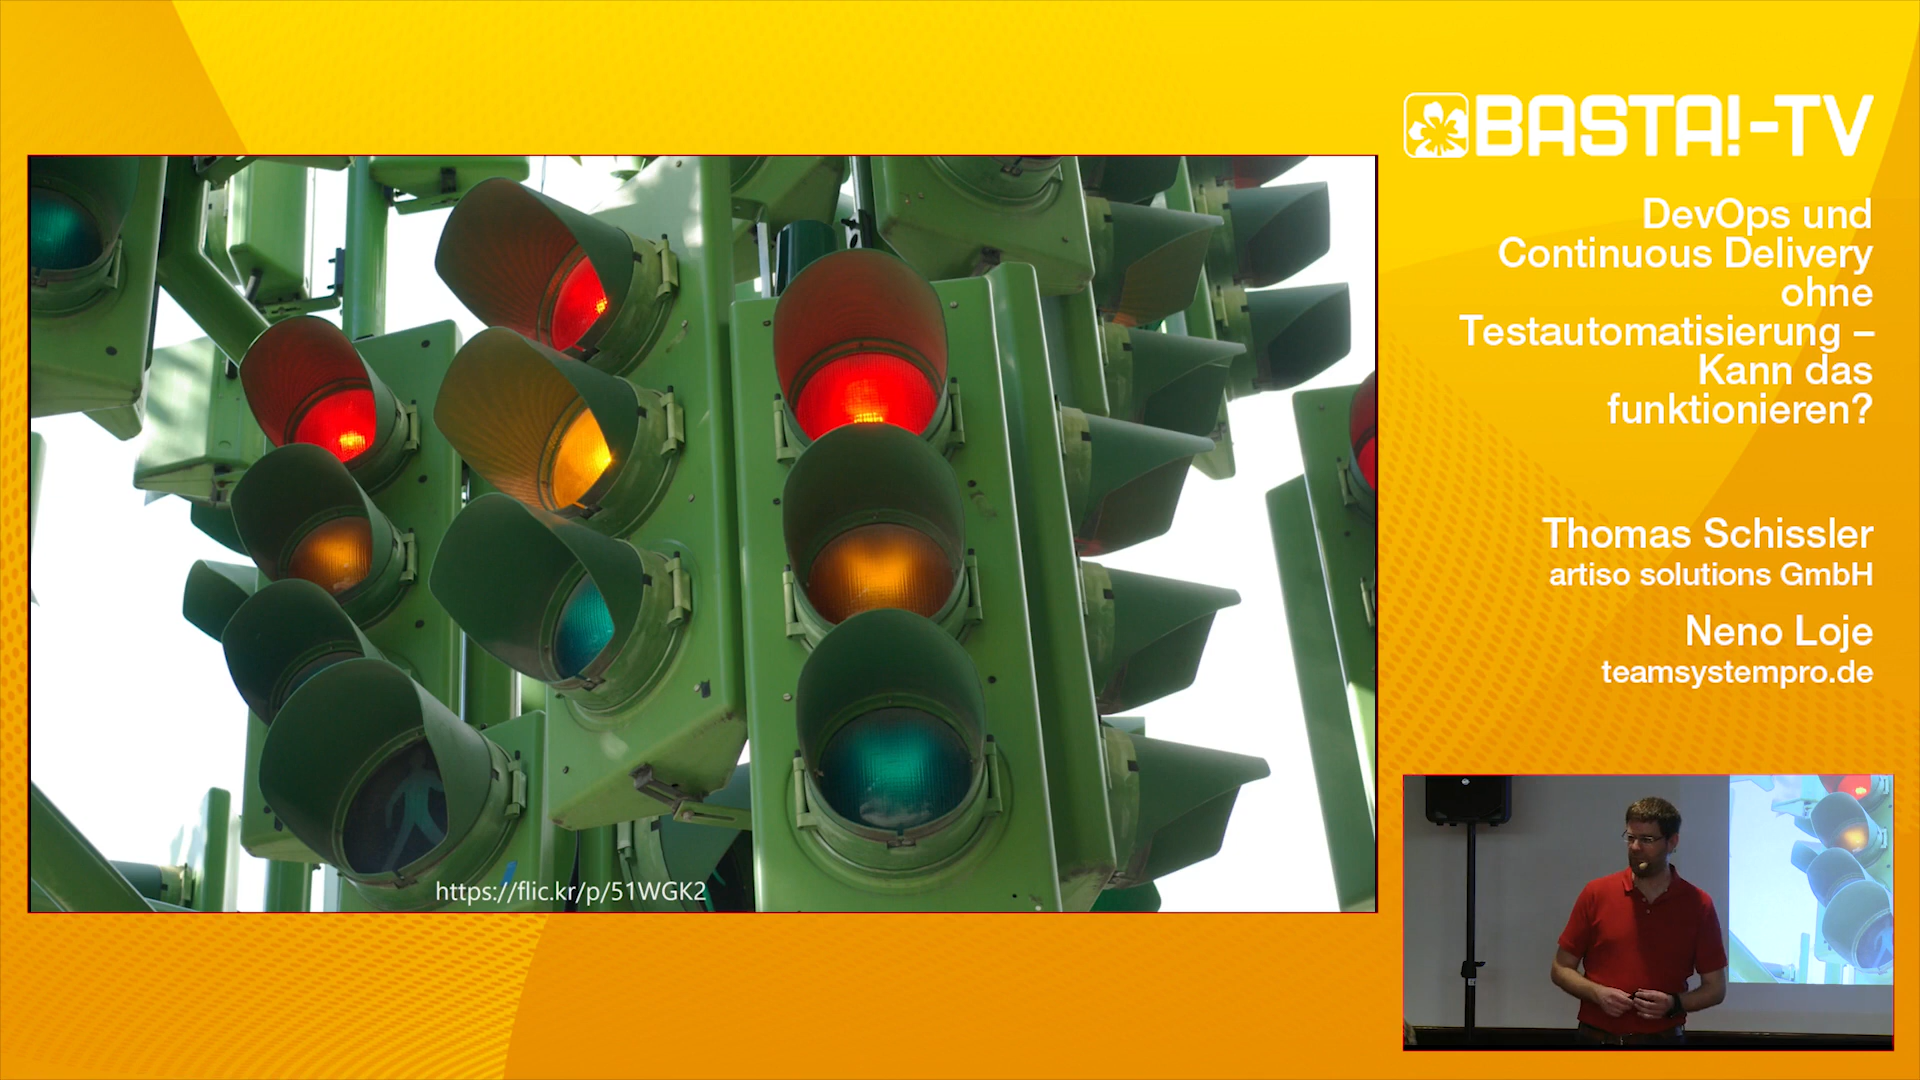 BASTA!-TV
DevOps und
Continuous Delivery
ohne
Testautomatisierung –
Kann das
funktionieren?
Thomas Schissler
artiso solutions GmbH
Neno Loje
teamsystempro.de
https://flic.kr/p/51WGK2